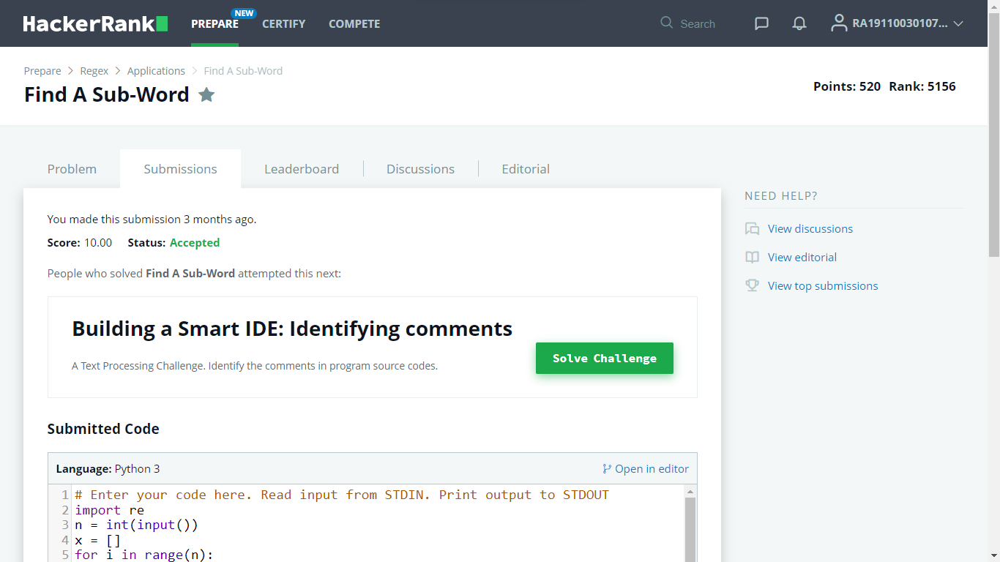 HackerRank PREPARE NEW CERTIFY COMPETE Search RA19110030107...
Prepare Regex Applications Find A Sub-Word
Find A Sub-Word
Points: 520 Rank: 5156
Problem Submissions Leaderboard Discussions Editorial
You made this submission 3 months ago.
Score: 10.00 Status: Accepted
People who solved Find A Sub-Word attempted this next:
Building a Smart IDE: Identifying comments
A Text Processing Challenge. Identify the comments in program source codes.
Solve Challenge
Submitted Code
Language: Python 3 Open in editor
1 # Enter your code here. Read input from STDIN. Print output to STDOUT
2 import re
3 n = int(input())
4 x = []
5 for i in range(n):
NEED HELP?
View discussions
View editorial
View top submissions